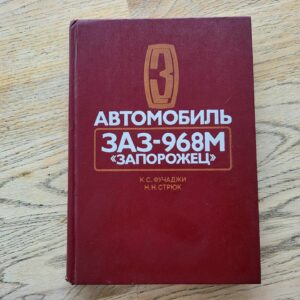 З
АВТОМОБИЛЬ
ЗАЗ-968М
«ЗАПОРОЖЕЦ»
К.С. ФУЧАДЖИ
Н.Н. СТРЮК